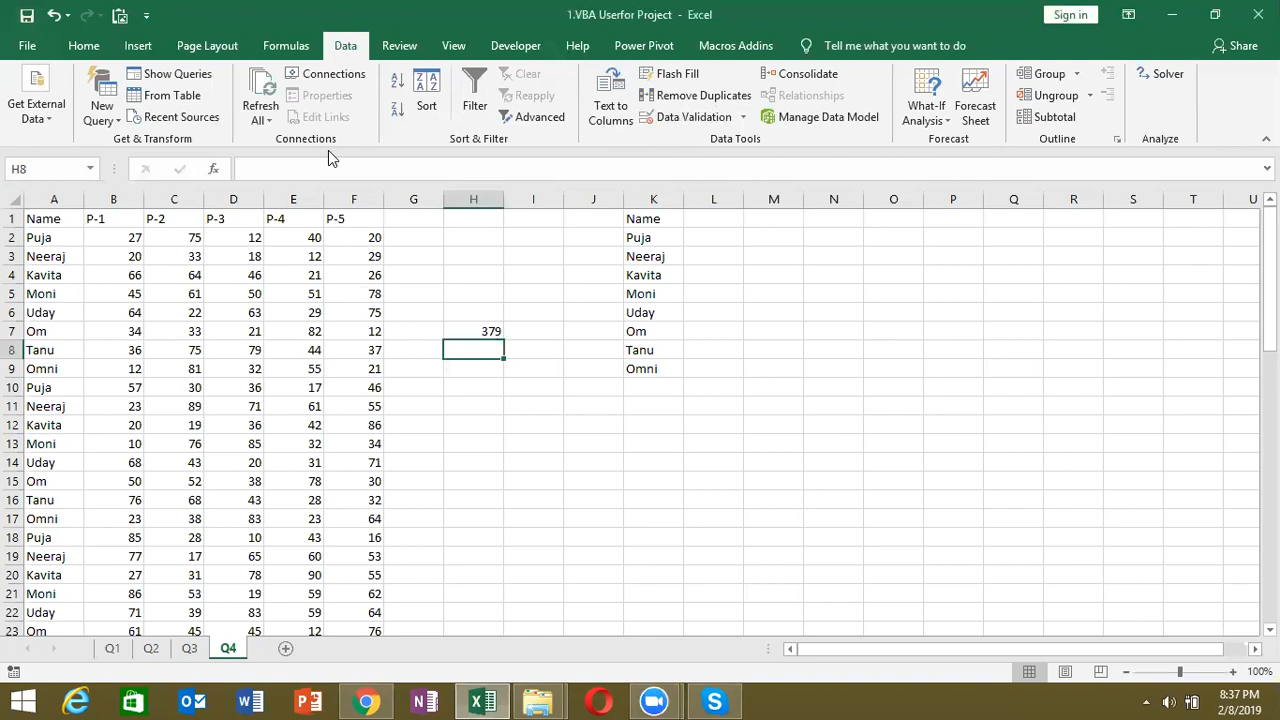 1.VBA Userfor Project - Excel
Sign in
File Home Insert Page Layout Formulas Data Review View Developer Help Power Pivot Macros Addins Tell me what you want to do Share
Get External Data
New Query
Show Queries
From Table
Recent Sources
Get & Transform
Refresh All
Connections
Properties
Edit Links
Connections
Sort
Filter
Clear
Reapply
Advanced
Sort & Filter
Text to Columns
Flash Fill
Remove Duplicates
Data Validation
Consolidate
Relationships
Manage Data Model
Data Tools
What-If Analysis
Forecast Sheet
Forecast
Group
Ungroup
Subtotal
Outline
Solver
Analyze
H8
fx
A B C D E F G H I J K L M N O P Q R S T U
1 Name P-1 P-2 P-3 P-4 P-5 Name
2 Puja 27 75 12 40 20 Puja
3 Neeraj 20 33 18 12 29 Neeraj
4 Kavita 66 64 46 21 26 Kavita
5 Moni 45 61 50 51 78 Moni
6 Uday 64 22 63 29 75 Uday
7 Om 34 33 21 82 12 379 Om
8 Tanu 36 75 79 44 37 Tanu
9 Omni 12 81 32 55 21 Omni
10 Puja 57 30 36 17 46
11 Neeraj 23 89 71 61 55
12 Kavita 20 19 36 42 86
13 Moni 10 76 85 32 34
14 Uday 68 43 20 31 71
15 Om 50 52 38 78 30
16 Tanu 76 68 43 28 32
17 Omni 23 38 83 23 64
18 Puja 85 28 10 43 16
19 Neeraj 77 17 65 60 53
20 Kavita 27 31 78 90 55
21 Moni 86 53 19 59 62
22 Uday 71 39 83 59 64
23 Om 61 45 45 12 76
Q1 Q2 Q3 Q4
100%
8:37 PM
2/8/2019